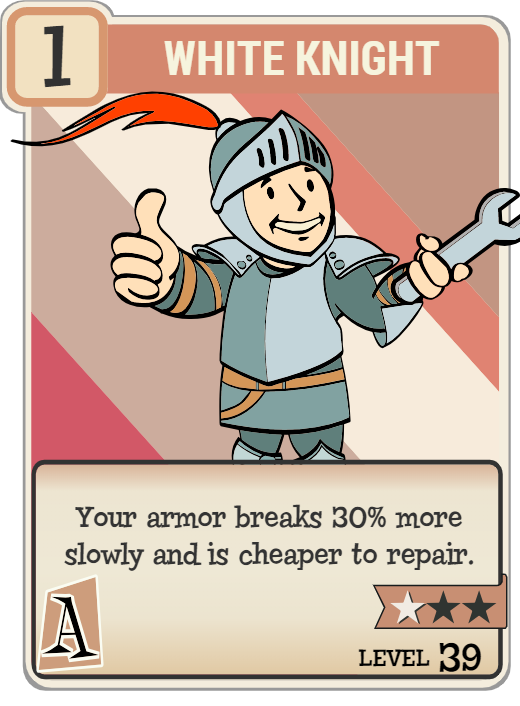 1
WHITE KNIGHT
Your armor breaks 30% more
slowly and is cheaper to repair.
A
LEVEL 39